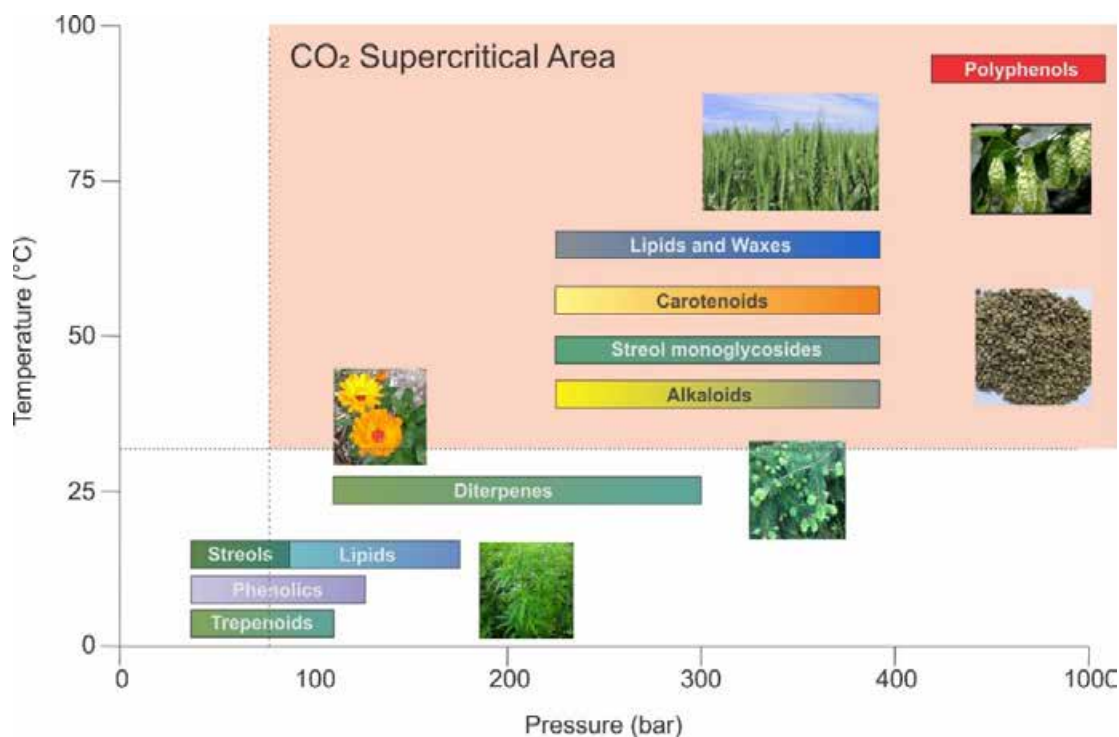 100
CO₂ Supercritical Area
Polyphenols
75
Lipids and Waxes
Carotenoids
50
Streol monoglycosides
Alkaloids
25
Diterpenes
Streols Lipids
Phenolics
Trepenoids
0
0 100 200 300 400 1000
Temperature (°C)
Pressure (bar)